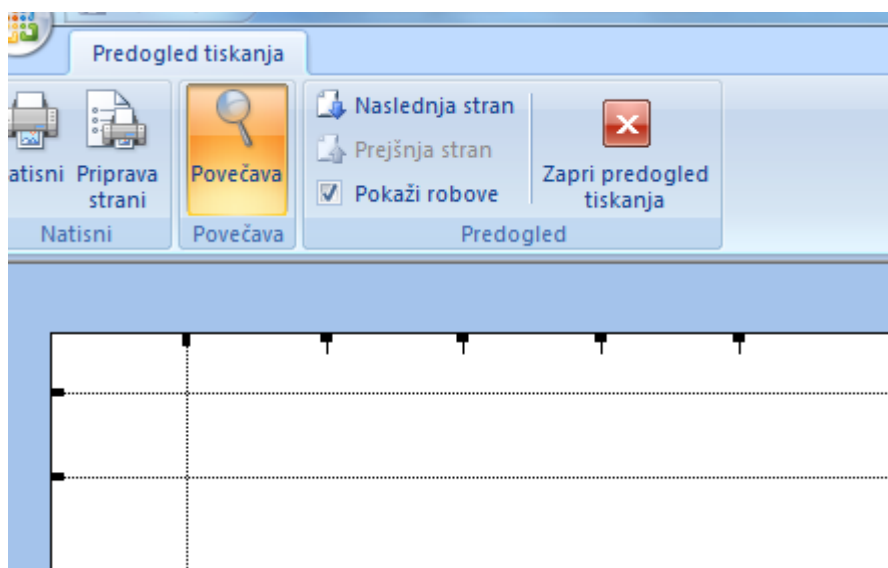 Predogled tiskanja
atisni
Priprava
strani
Natisni
Povečava
Povečava
Naslednja stran
Prejšnja stran
Pokaži robove
Zapri predogled
tiskanja
Predogled